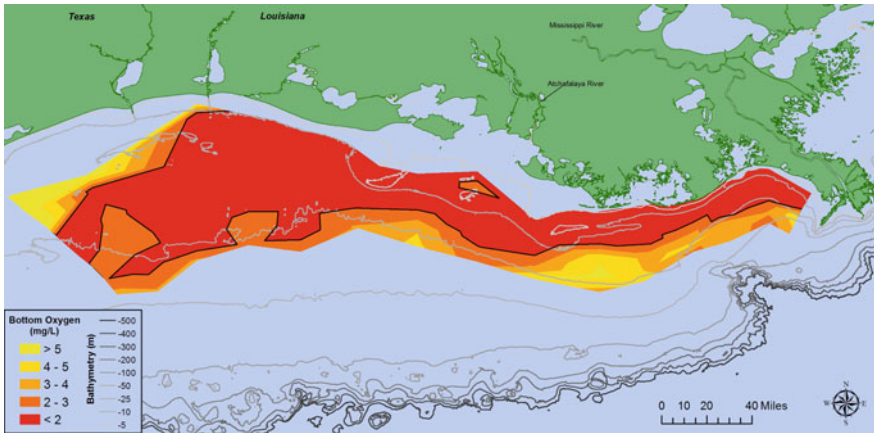 Texas
Louisiana
Mississippi River
Atchafalaya River
Bottom Oxygen
(mg/L)
> 5
4 - 5
3 - 4
2 - 3
< 2
Bathymetry (m)
-500
-400
-300
-200
-100
-50
-25
-10
-5
0 10 20 40 Miles
N
W E
S